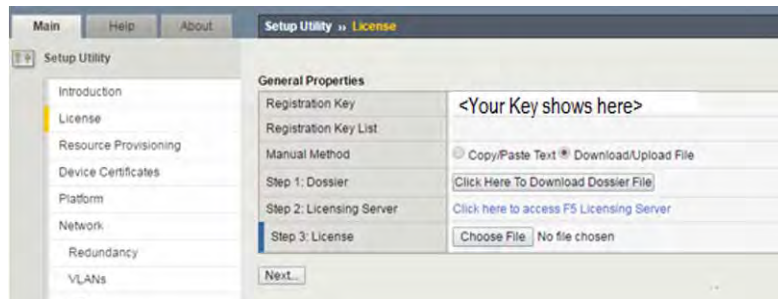 Main Help About
Setup Utility » License
Setup Utility
Introduction
License
Resource Provisioning
Device Certificates
Platform
Network
Redundancy
VLANs
General Properties
Registration Key <Your Key shows here>
Registration Key List
Manual Method Copy/Paste Text Download/Upload File
Step 1: Dossier Click Here To Download Dossier File
Step 2: Licensing Server Click here to access F5 Licensing Server
Step 3: License Choose File No file chosen
Next...